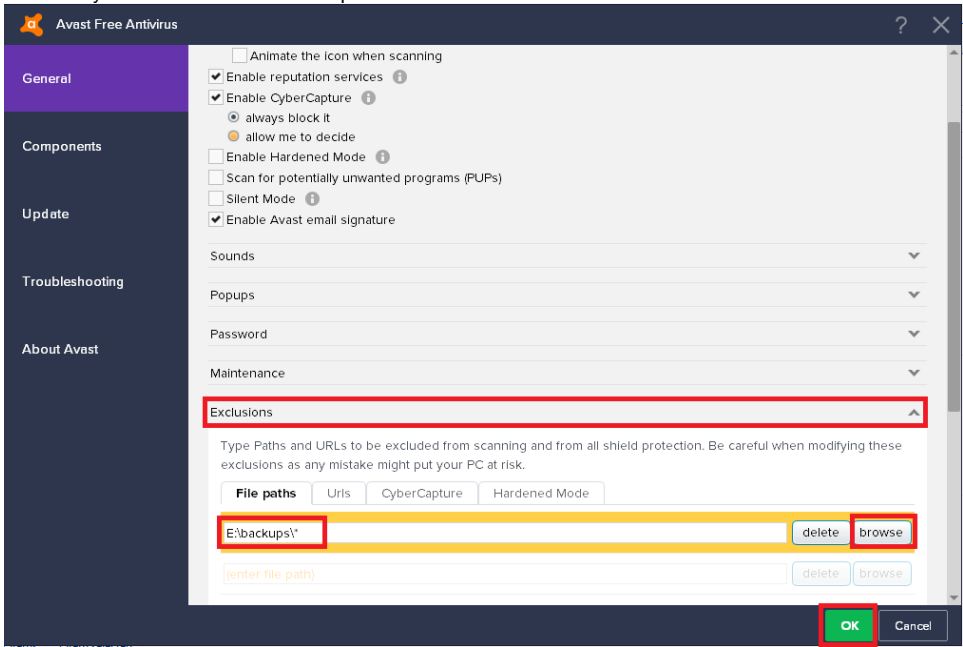 Avast Free Antivirus
?
General
Components
Update
Troubleshooting
About Avast
Animate the icon when scanning
Enable reputation services
Enable CyberCapture
always block it
allow me to decide
Enable Hardened Mode
Scan for potentially unwanted programs (PUPs)
Silent Mode
Enable Avast email signature
Sounds
Popups
Password
Maintenance
Exclusions
Type Paths and URLs to be excluded from scanning and from all shield protection. Be careful when modifying these
exclusions as any mistake might put your PC at risk.
File paths Urls CyberCapture Hardened Mode
E:\backups\* delete browse
(enter file path) delete browse
OK Cancel